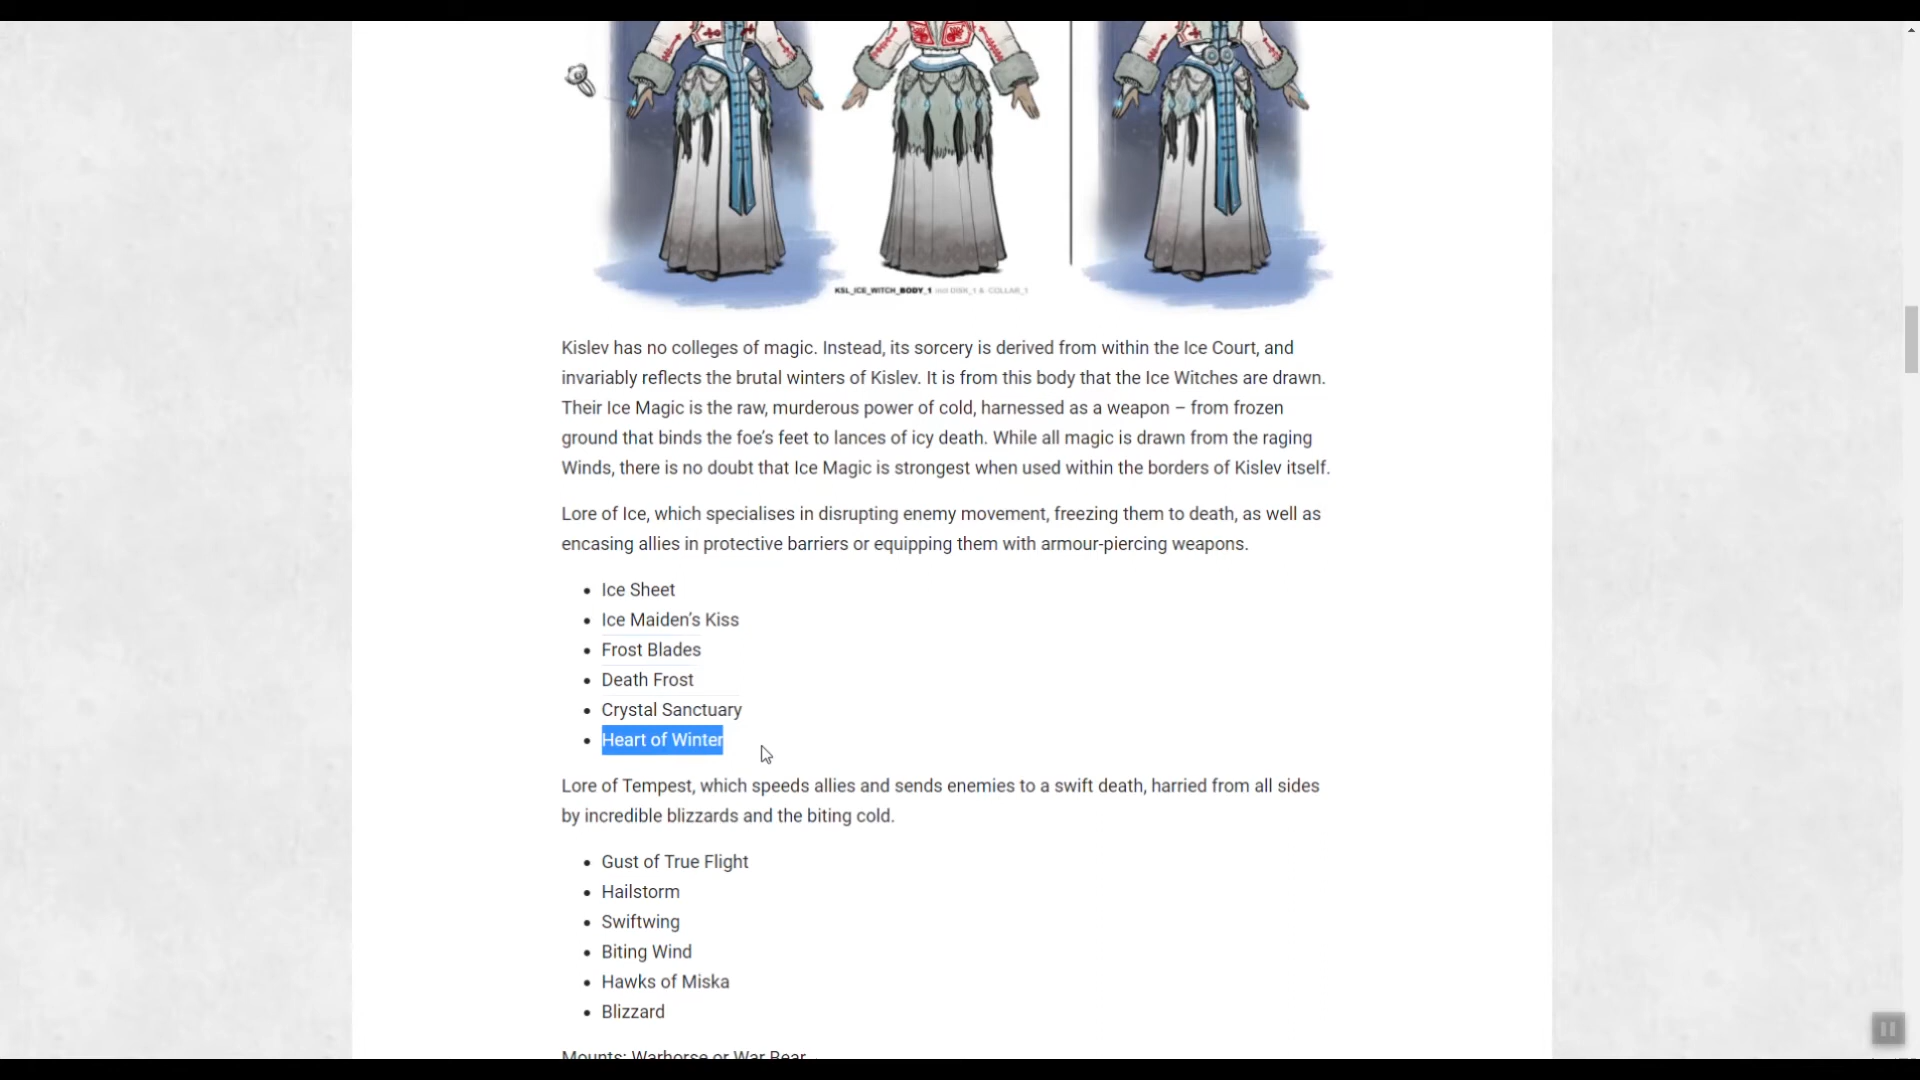 KSL_ICE_WITCH_BODY_1 incl DISK_1 & COLLAR_1
Kislev has no colleges of magic. Instead, its sorcery is derived from within the Ice Court, and
invariably reflects the brutal winters of Kislev. It is from this body that the Ice Witches are drawn.
Their Ice Magic is the raw, murderous power of cold, harnessed as a weapon – from frozen
ground that binds the foe’s feet to lances of icy death. While all magic is drawn from the raging
Winds, there is no doubt that Ice Magic is strongest when used within the borders of Kislev itself.
Lore of Ice, which specialises in disrupting enemy movement, freezing them to death, as well as
encasing allies in protective barriers or equipping them with armour-piercing weapons.
• Ice Sheet
• Ice Maiden’s Kiss
• Frost Blades
• Death Frost
• Crystal Sanctuary
• Heart of Winter
Lore of Tempest, which speeds allies and sends enemies to a swift death, harried from all sides
by incredible blizzards and the biting cold.
• Gust of True Flight
• Hailstorm
• Swiftwing
• Biting Wind
• Hawks of Miska
• Blizzard
Mounts: Warhorse or War Bear